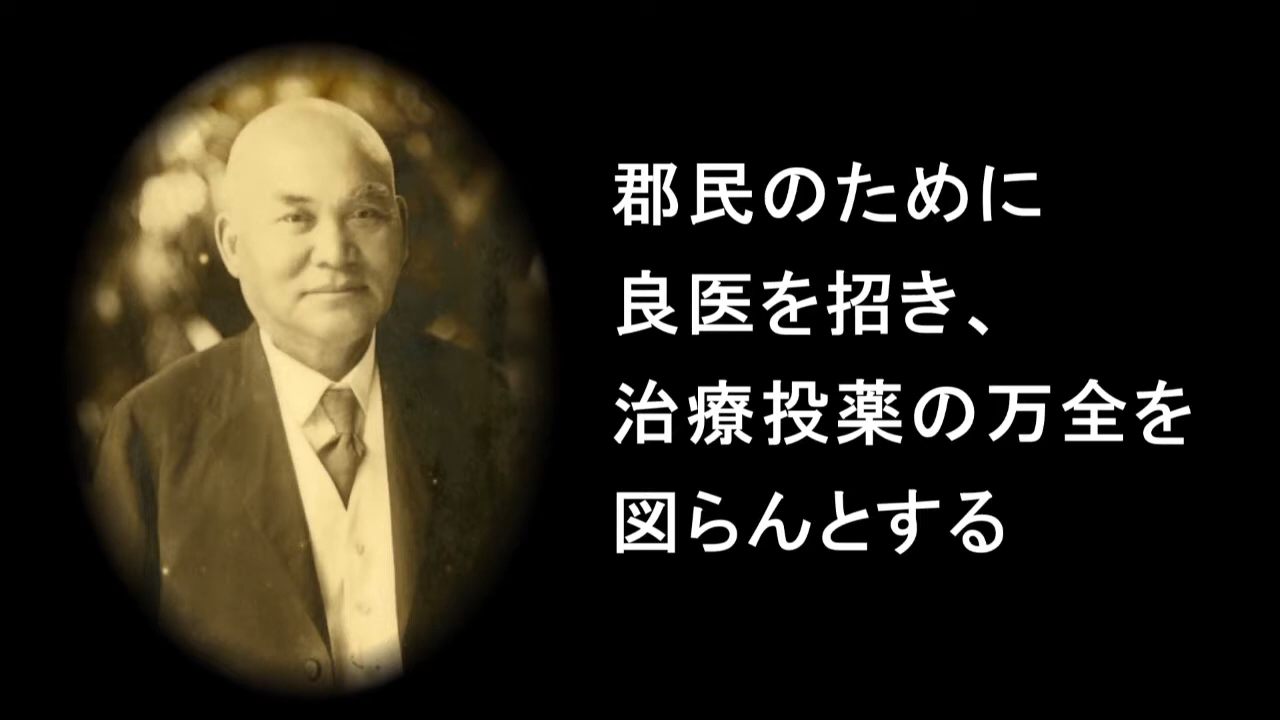 郡民のために
良医を招き、
治療投薬の万全を
図らんとする